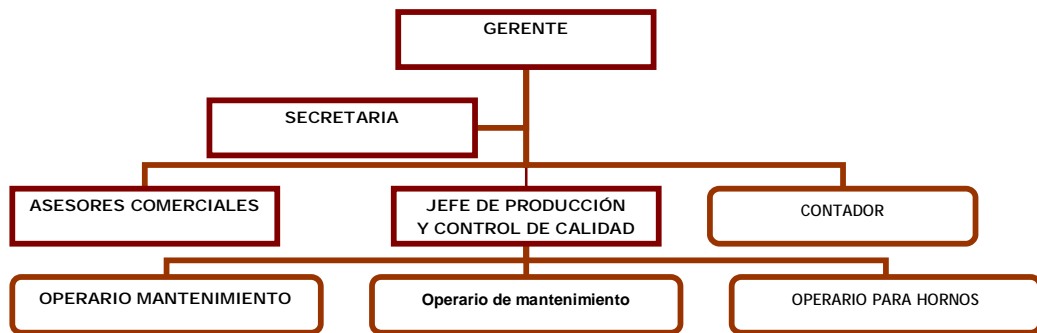 GERENTE
SECRETARIA
ASESORES COMERCIALES
JEFE DE PRODUCCIÓN
Y CONTROL DE CALIDAD
CONTADOR
OPERARIO MANTENIMIENTO
Operario de mantenimiento
OPERARIO PARA HORNOS